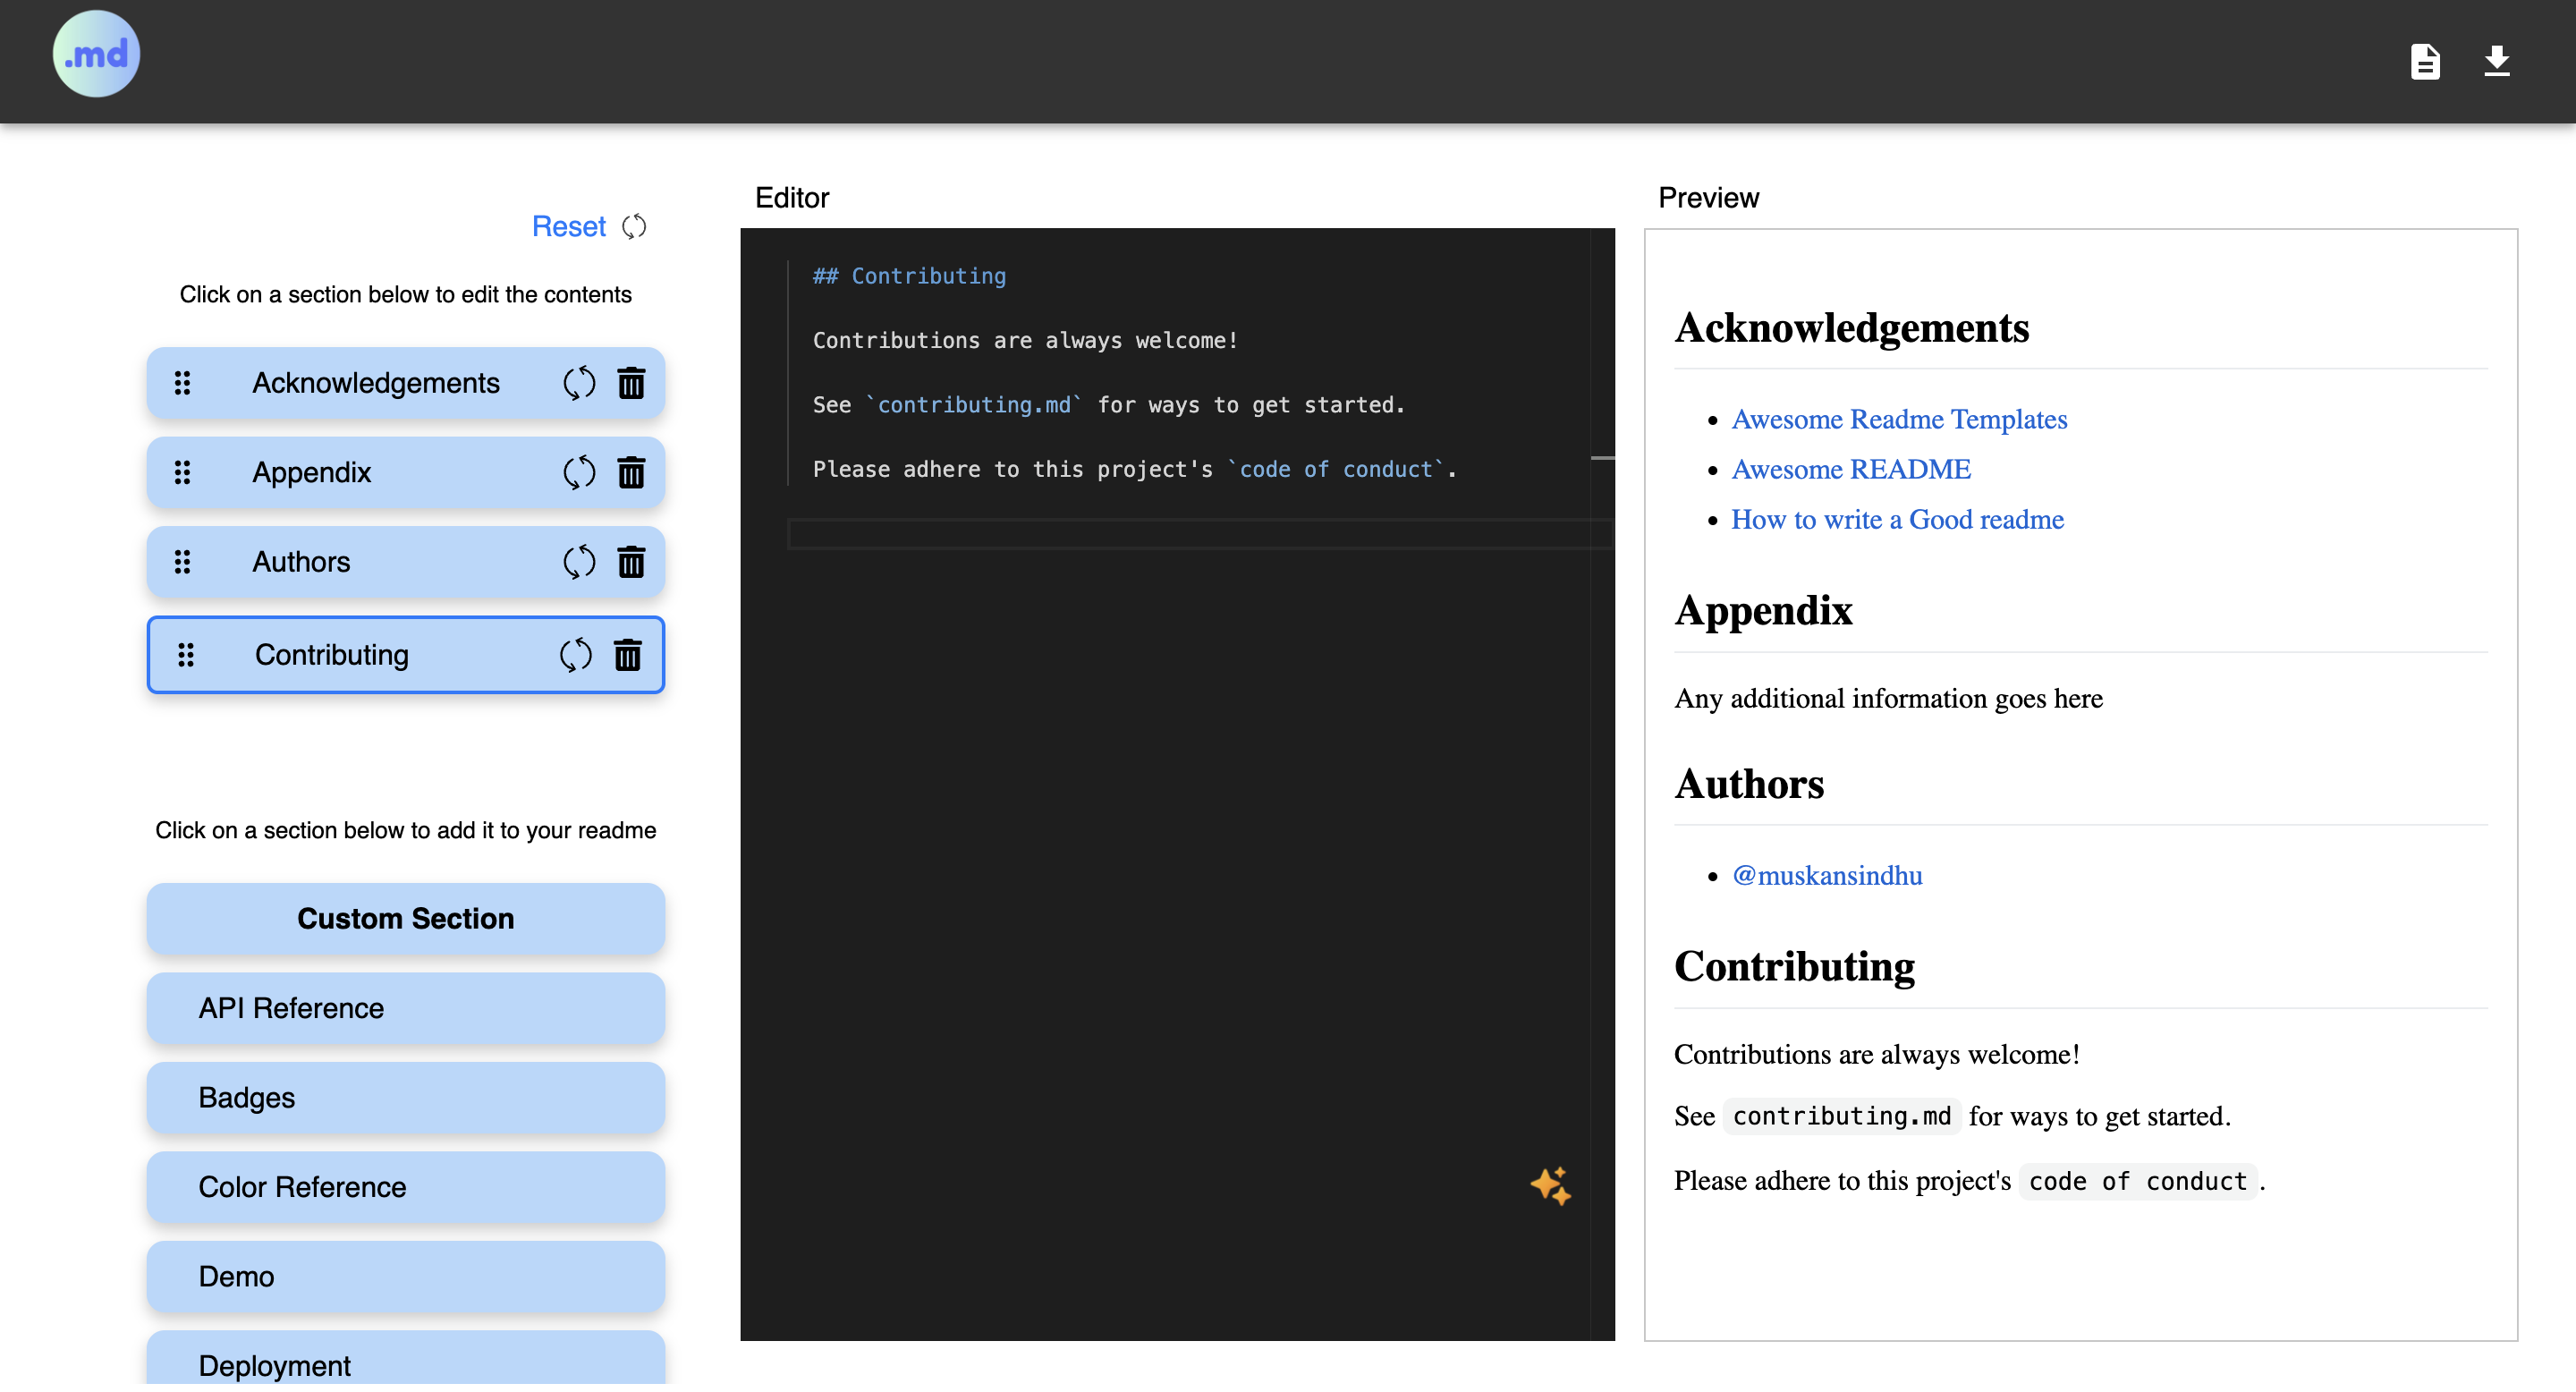 .md
Reset
Click on a section below to edit the contents
Acknowledgements
Appendix
Authors
Contributing
Click on a section below to add it to your readme
Custom Section
API Reference
Badges
Color Reference
Demo
Deployment
Editor
## Contributing
Contributions are always welcome!
See `contributing.md` for ways to get started.
Please adhere to this project's `code of conduct`.
Preview
Acknowledgements
Awesome Readme Templates
Awesome README
How to write a Good readme
Appendix
Any additional information goes here
Authors
@muskansindhu
Contributing
Contributions are always welcome!
See contributing.md for ways to get started.
Please adhere to this project's code of conduct.